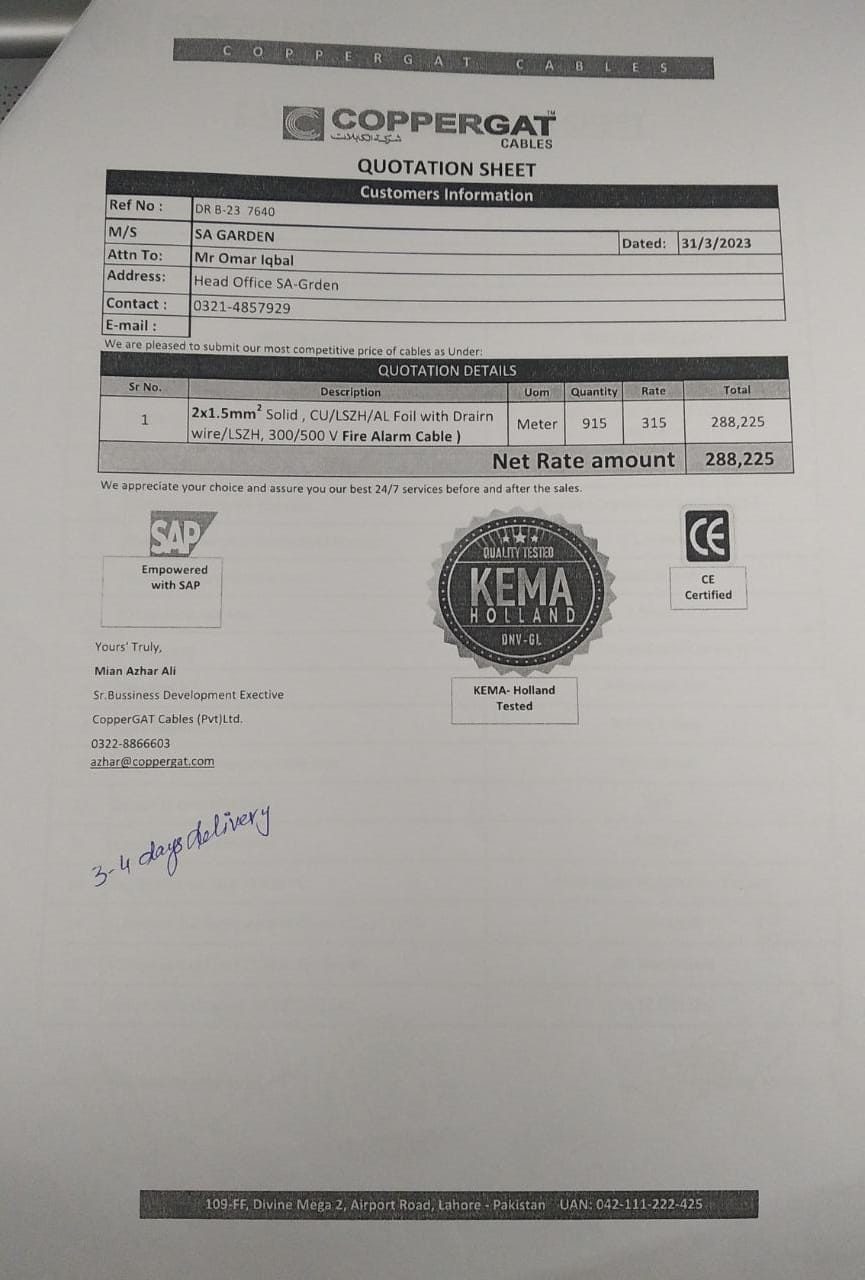 COPPERGAT CABLES
COPPERGAT™
CABLES
QUOTATION SHEET
Customers Information
Ref No : DR B-23 7640
M/S SA GARDEN Dated: 31/3/2023
Attn To: Mr Omar Iqbal
Address: Head Office SA-Grden
Contact : 0321-4857929
E-mail :
We are pleased to submit our most competitive price of cables as Under:
QUOTATION DETAILS
Sr No. Description Uom Quantity Rate Total
1 2x1.5mm² Solid , CU/LSZH/AL Foil with Drairn wire/LSZH, 300/500 V Fire Alarm Cable ) Meter 915 315 288,225
Net Rate amount 288,225
We appreciate your choice and assure you our best 24/7 services before and after the sales.
SAP
Empowered
with SAP
QUALITY TESTED
KEMA
HOLLAND
DNV-GL
KEMA- Holland
Tested
CE
CE
Certified
Yours' Truly,
Mian Azhar Ali
Sr.Bussiness Development Exective
CopperGAT Cables (Pvt)Ltd.
0322-8866603
azhar@coppergat.com
3-4 days delivery
109-FF, Divine Mega 2, Airport Road, Lahore - Pakistan UAN: 042-111-222-425